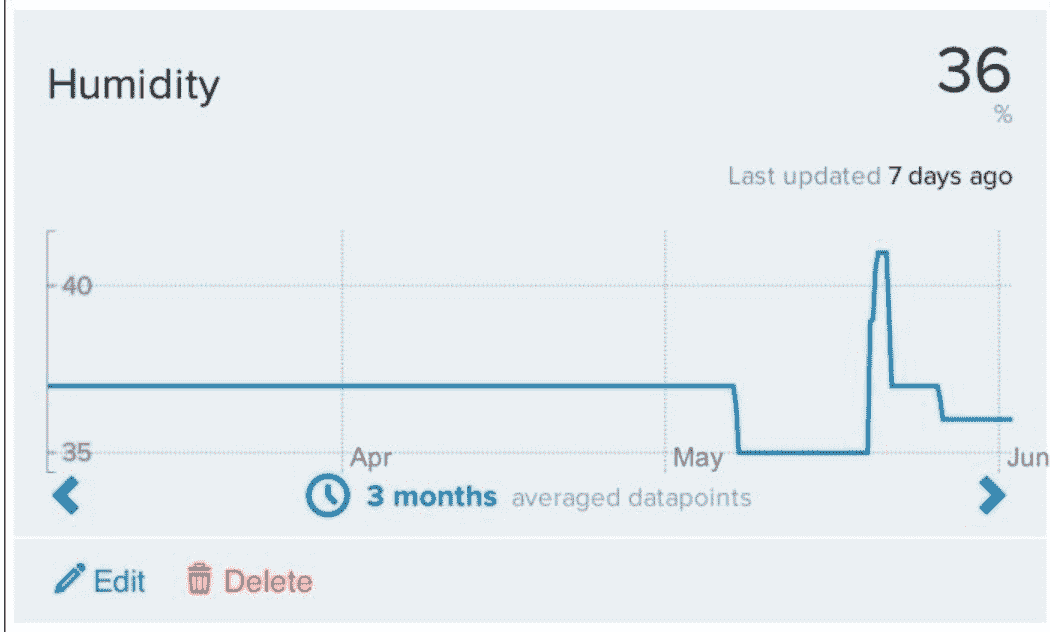 Humidity
36
%
Last updated 7 days ago
40
35
Apr
May
Jun
3 months averaged datapoints
Edit
Delete